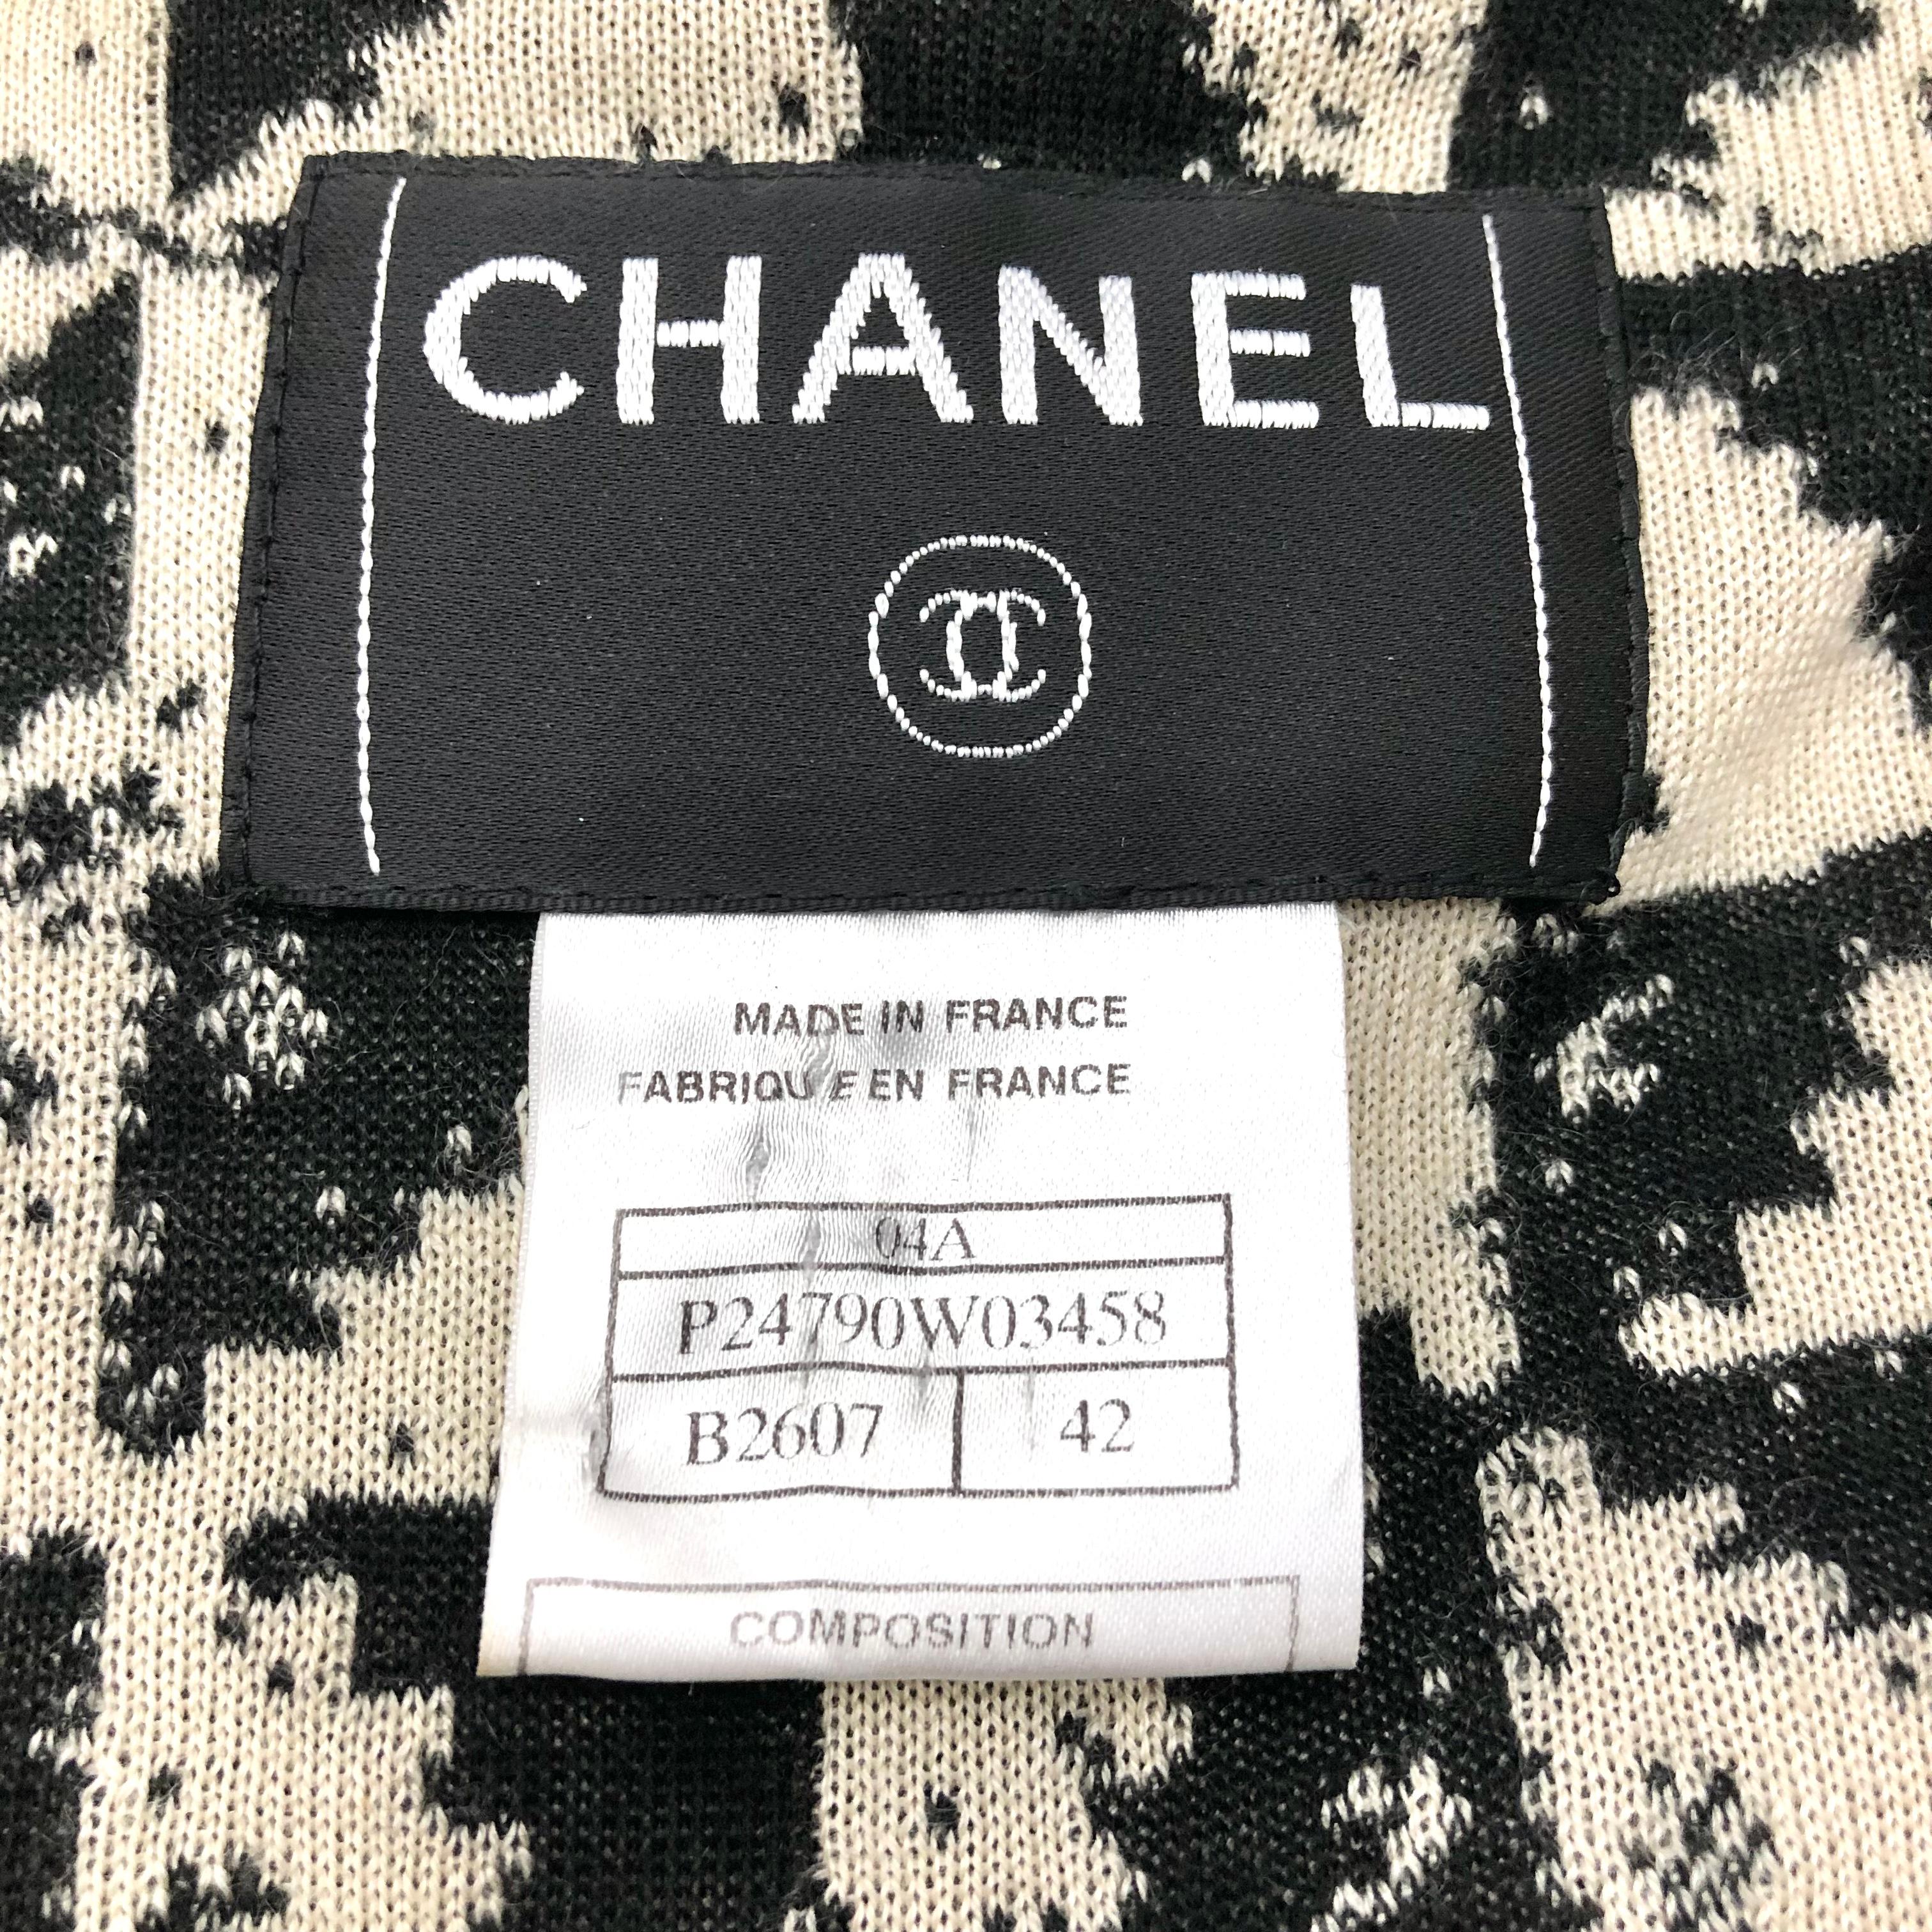 CHANEL
MADE IN FRANCE
FABRIQUE EN FRANCE
04A
P24790W03458
B2607 42
COMPOSITION